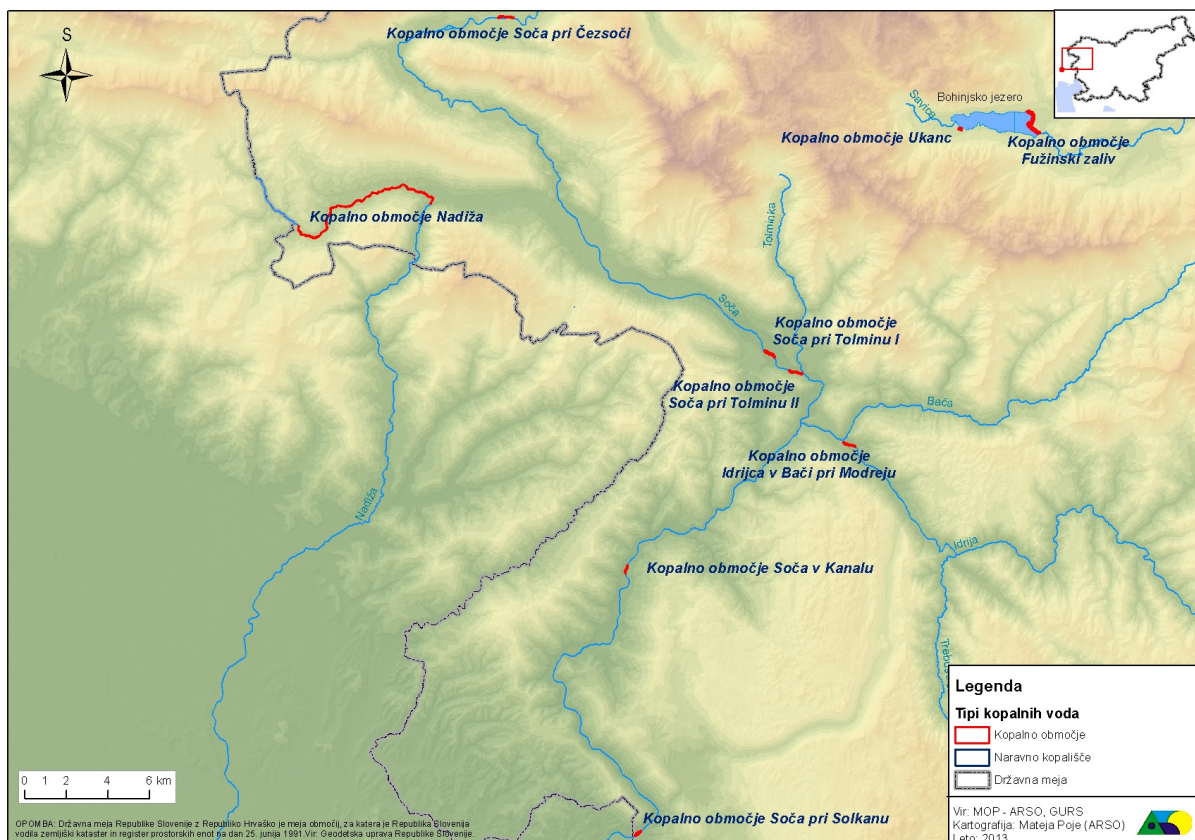 S
Kopalno območje Soča pri Čezsoči
Bohinjsko jezero
Savica
Kopalno območje Ukanc
Kopalno območje
Fužinski zaliv
Kopalno območje Nadiža
Tolminka
Soča
Kopalno območje
Soča pri Tolminu I
Kopalno območje
Soča pri Tolminu II
Bača
Kopalno območje
Idrijca v Bači pri Modreju
Nadiža
Idrija
Kopalno območje Soča v Kanalu
Kopalno območje Soča pri Solkanu
0 1 2 4 6 km
OPOMBA: Državna meja Republike Slovenije z Republiko Hrvaško je meja območij, za katera je Republika Slovenija
vodila zemljiški kataster in register prostorskih enot na dan 25. junija 1991.Vir: Geodetska uprava Republike Slovenije.
Legenda
Tipi kopalnih voda
Kopalno območje
Naravno kopališče
Državna meja
Vir: MOP - ARSO, GURS
Kartografija: Mateja Poje (ARSO)
Leto: 2013